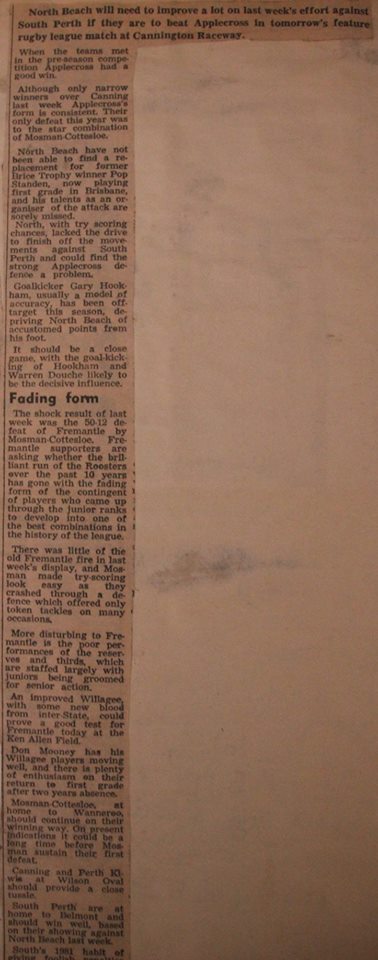 North Beach will need to improve a lot on last week's effort against
South Perth if they are to beat Applecross in tomorrow's feature
rugby league match at Cannington Raceway.
When the teams met
in the pre-season compe-
tition Applecross had a
good win.
Although only narrow
winners over Canning
last week Applecross's
form is consistent. Their
only defeat this year was
to the star combination
of Mosman-Cottesloe.
North Beach have not
been able to find a re-
placement for former
Brice Trophy winner Pop
Standen, now playing
first grade in Brisbane,
and his talents as an or-
ganiser of the attack are
sorely missed.
North, with try scoring
chances, lacked the drive
to finish off the move-
ments against South
Perth and could find the
strong Applecross de-
fence a problem.
Goalkicker Gary Hook-
ham, usually a model of
accuracy, has been off-
target this season, de-
priving North Beach of
accustomed points from
his foot.
It should be a close
game, with the goal-kick-
ing of Hookham and
Warren Douche likely to
be the decisive influence.
Fading form
The shock result of last
week was the 50-12 de-
feat of Fremantle by
Mosman-Cottesloe. Fre-
mantle supporters are
asking whether the bril-
liant run of the Roosters
over the past 10 years
has gone with the fading
form of the contingent
of players who came up
through the junior ranks
to develop into one of
the best combinations in
the history of the league.
There was little of the
old Fremantle fire in last
week's display, and Mos-
man made try-scoring
look easy as they
crashed through a de-
fence which offered only
token tackles on many
occasions.
More disturbing to Fre-
mantle is the poor per-
formances of the reser-
ves and thirds, which
are staffed largely with
juniors being groomed
for senior action.
An improved Willagee,
with some new blood
from inter-State, could
prove a good test for
Fremantle today at the
Ken Allen Field.
Don Mooney has his
Willagee players moving
well, and there is plenty
of enthusiasm on their
return to first grade
after two years absence.
Mosman-Cottesloe, at
home to Wanneroo,
should continue on their
winning way. On present
indications it could be a
long time before Mos-
man sustain their first
defeat.
Canning and Perth Ki-
wis at Wilson Oval
should provide a close
tussle.
South Perth are at
home to Belmont and
should win well, based
on their showing against
North Beach last week.
South's 1981 habit of
giving foolish penalties